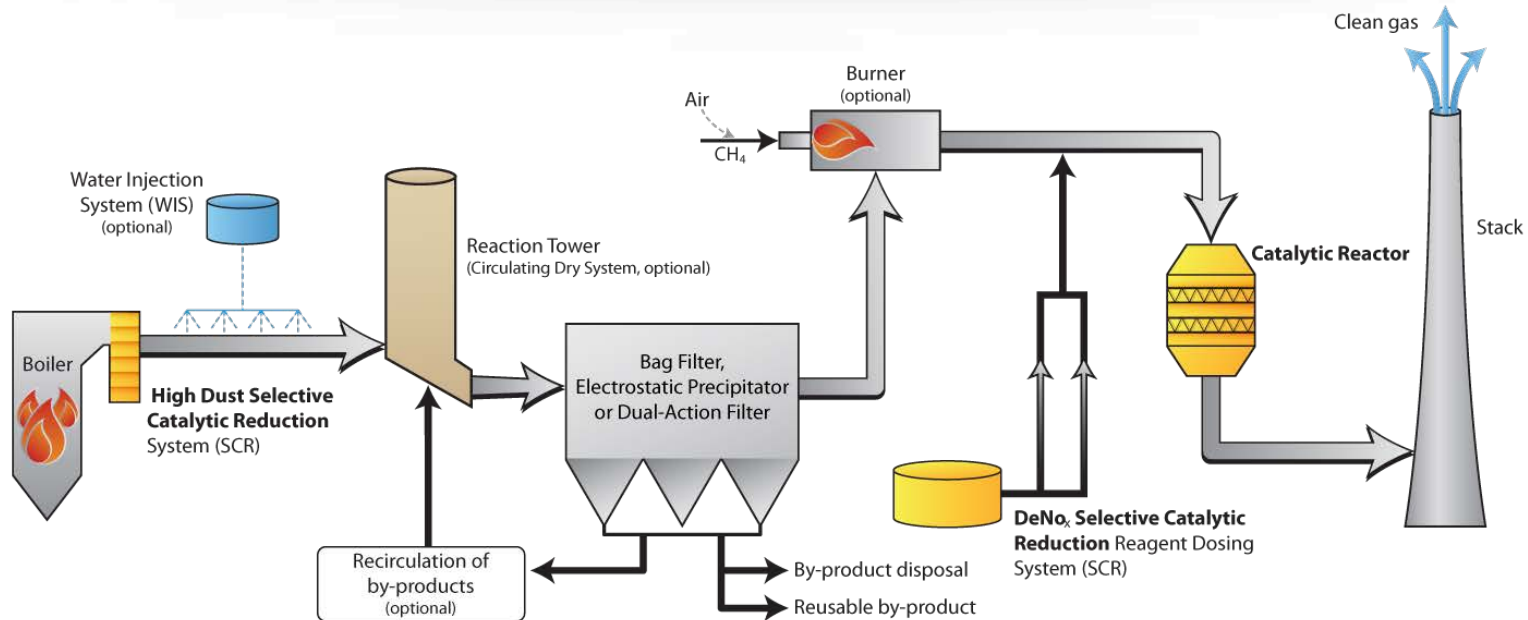 Clean gas
Burner
(optional)
Air
CH₄
Water Injection
System (WIS)
(optional)
Reaction Tower
(Circulating Dry System, optional)
Stack
Catalytic Reactor
Boiler
High Dust Selective
Catalytic Reduction
System (SCR)
Bag Filter,
Electrostatic Precipitator
or Dual-Action Filter
DeNoₓ Selective Catalytic
Reduction Reagent Dosing
System (SCR)
Recirculation of
by-products
(optional)
By-product disposal
Reusable by-product